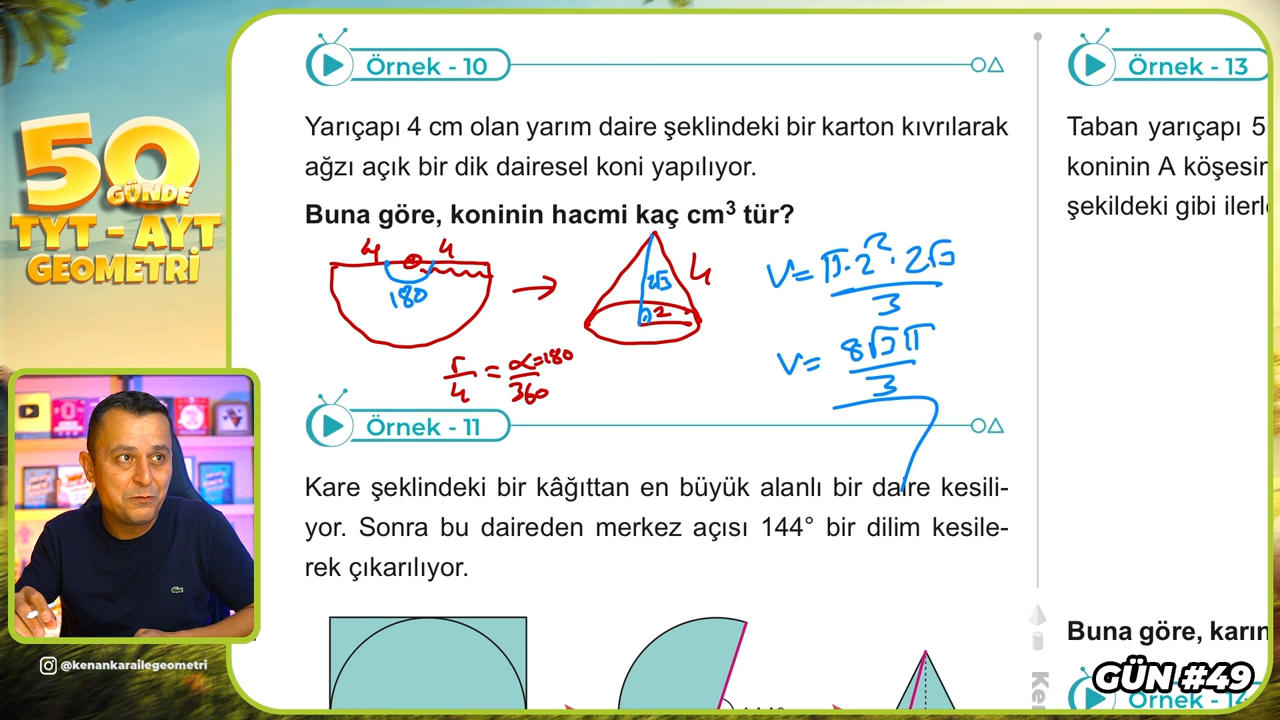 50
GÜNDE
TYT - AYT
GEOMETRİ
@kenankarailegeometri
Örnek - 10
Yarıçapı 4 cm olan yarım daire şeklindeki bir karton kıvrılarak
ağzı açık bir dik dairesel koni yapılıyor.
Buna göre, koninin hacmi kaç cm³ tür?
4 4
180
2√3 4
2
r/4 = α=180/360
V = π.2².2√3/3
V = 8√3π/3
Örnek - 11
Kare şeklindeki bir kâğıttan en büyük alanlı bir daire kesili-
yor. Sonra bu daireden merkez açısı 144° bir dilim kesile-
rek çıkarılıyor.
Örnek - 13
Taban yarıçapı 5
koninin A köşesin
şekildeki gibi ilerle
Buna göre, karın
Örnek - 14
GÜN #49